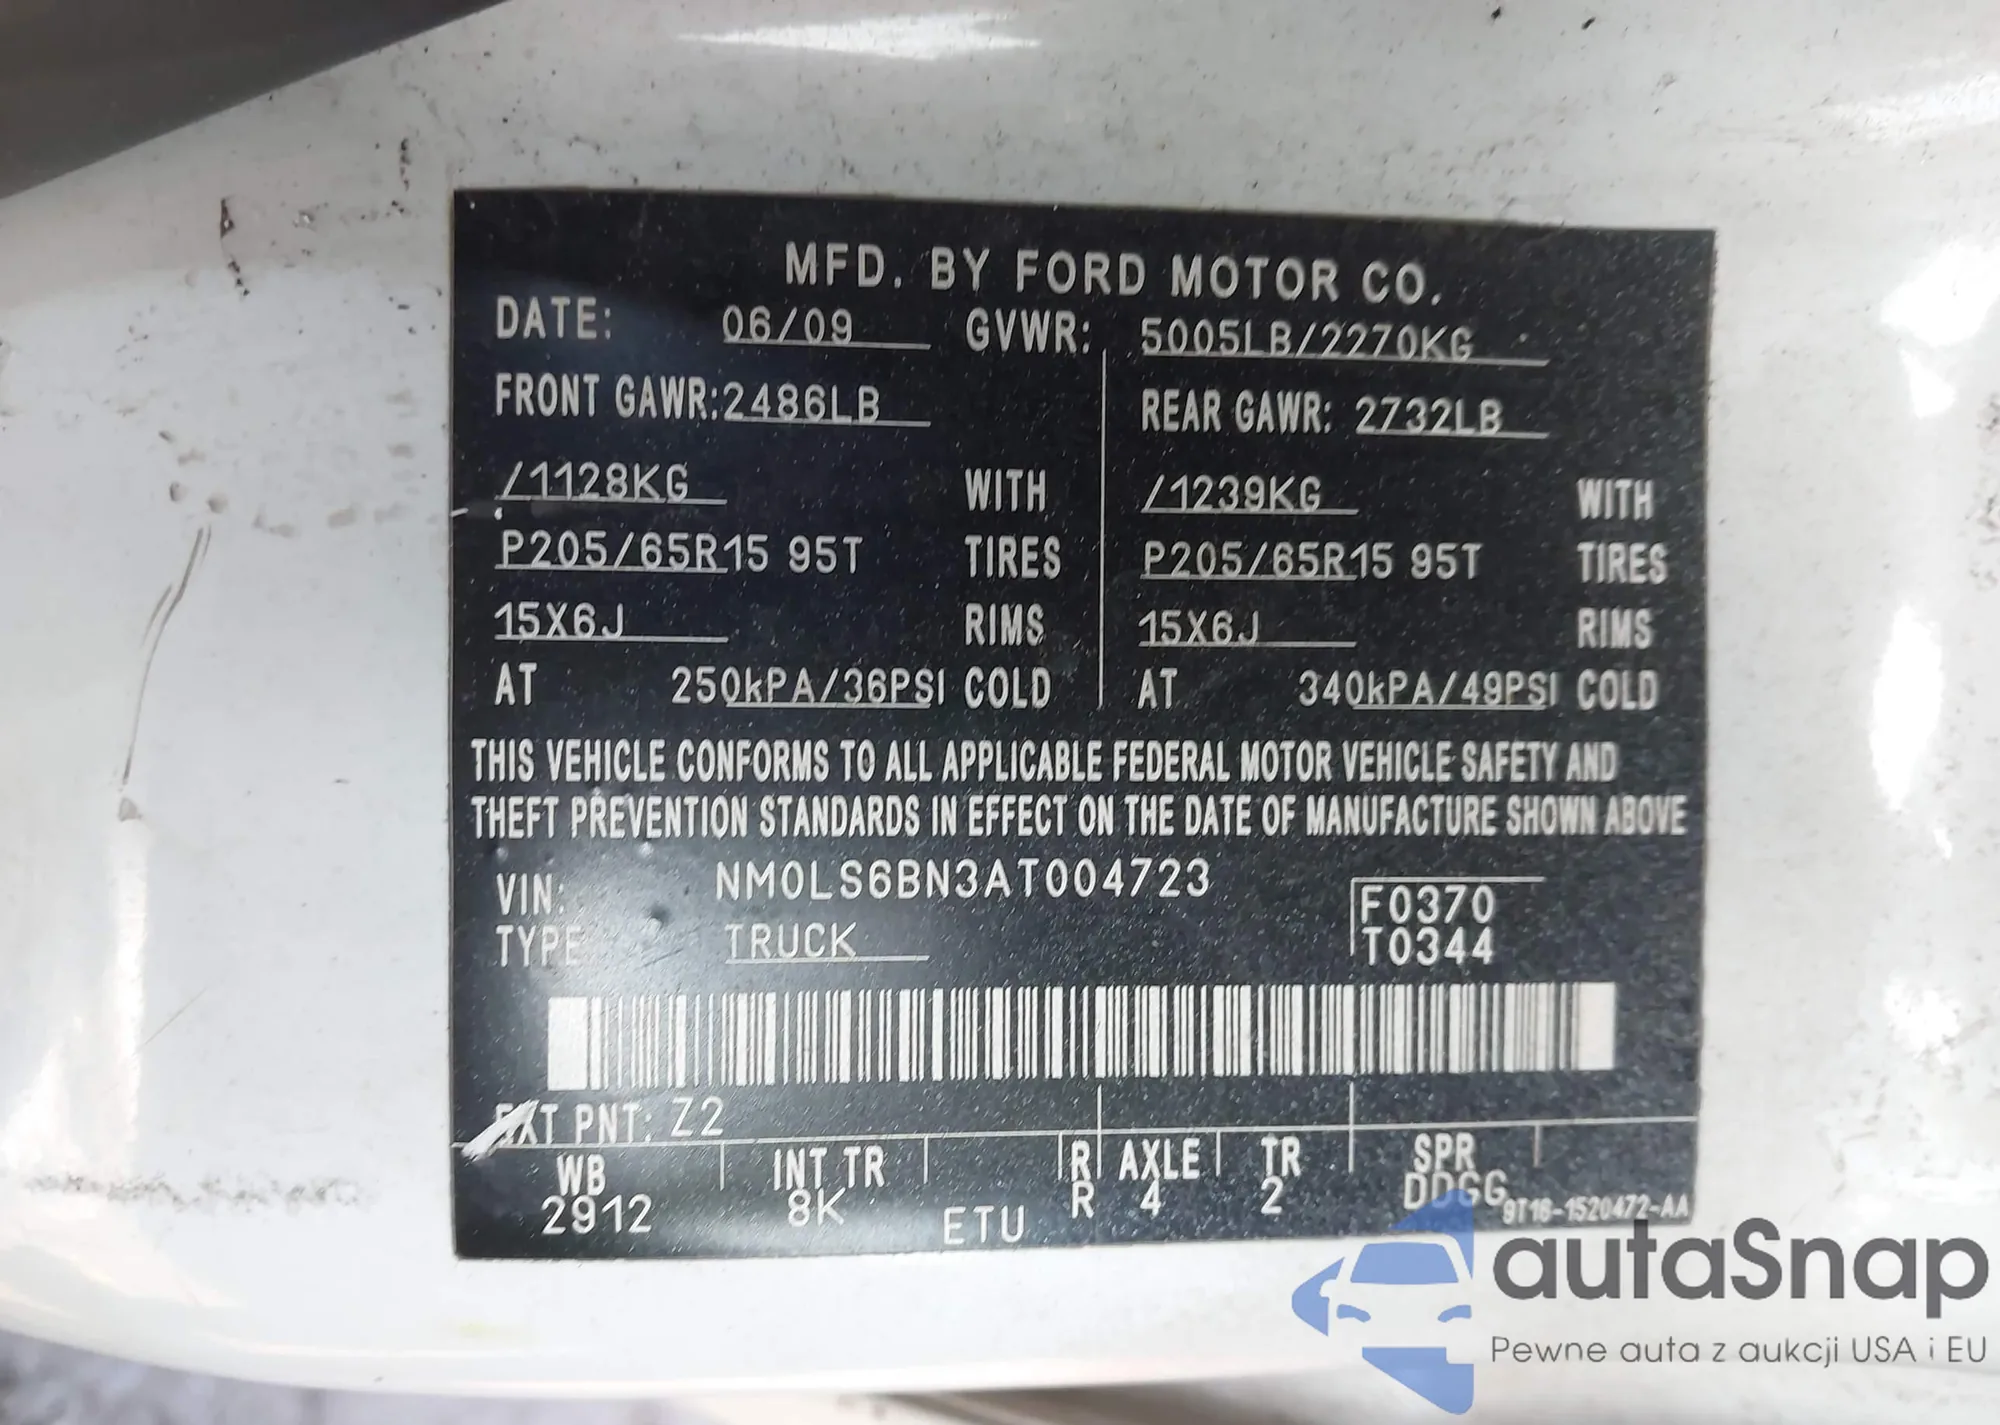 MFD. BY FORD MOTOR CO.
DATE: 06/09 GVWR: 5005LB/2270KG
FRONT GAWR: 2486LB REAR GAWR: 2732LB
/1128KG WITH /1239KG WITH
P205/65R15 95T TIRES P205/65R15 95T TIRES
15X6J RIMS 15X6J RIMS
AT 250kPA/36PSI COLD AT 340kPA/49PSI COLD
THIS VEHICLE CONFORMS TO ALL APPLICABLE FEDERAL MOTOR VEHICLE SAFETY AND
THEFT PREVENTION STANDARDS IN EFFECT ON THE DATE OF MANUFACTURE SHOWN ABOVE
VIN: NM0LS6BN3AT004723 F0370
TYPE TRUCK T0344
EXT PNT: Z2
WB INT TR R AXLE TR SPR
2912 8K ETU R 4 2 9T16-1520472-AA
autaSnap
Pewne auta z aukcji USA i EU